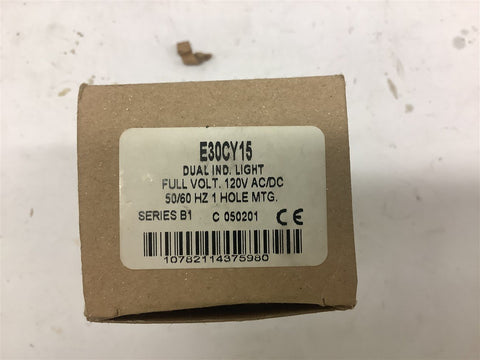 E30CY15
DUAL IND. LIGHT
FULL VOLT. 120V AC/DC
50/60 HZ 1 HOLE MTG.
SERIES B1 C 050201 CE
10782114375980